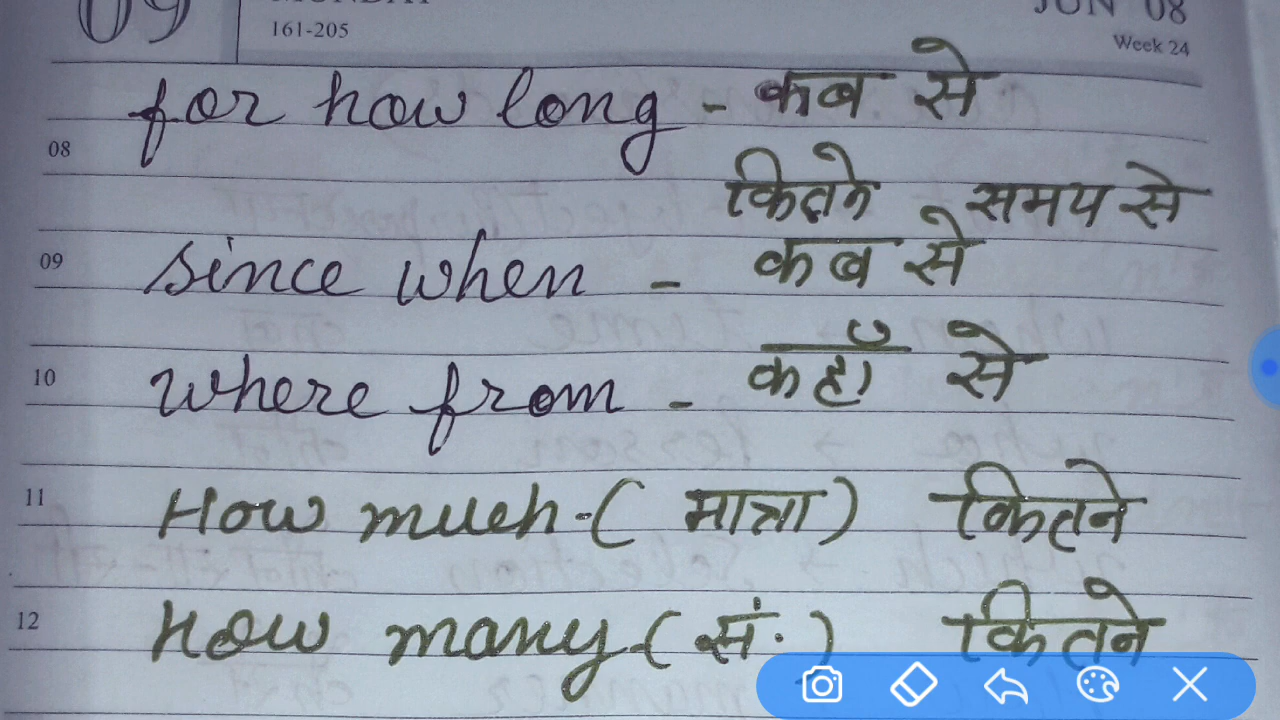 161-205
JUN 08
Week 24
for how long - कब से
08
कितने समय से
09
since when - कब से
10
where from - कहाँ से
11
How much - (मात्रा) कितने
12
How many (सं.) कितने